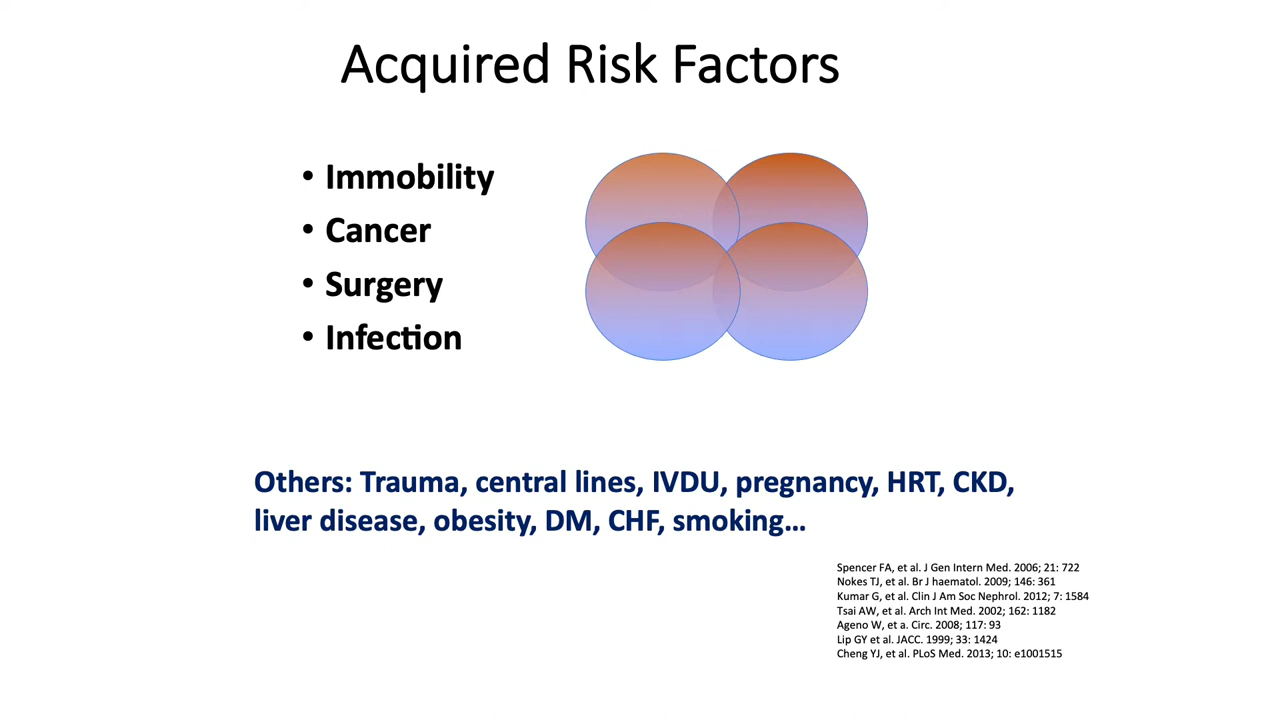 Acquired Risk Factors
• Immobility
• Cancer
• Surgery
• Infection
Others: Trauma, central lines, IVDU, pregnancy, HRT, CKD,
liver disease, obesity, DM, CHF, smoking...
Spencer FA, et al. J Gen Intern Med. 2006; 21: 722
Nokes TJ, et al. Br J haematol. 2009; 146: 361
Kumar G, et al. Clin J Am Soc Nephrol. 2012; 7: 1584
Tsai AW, et al. Arch Int Med. 2002; 162: 1182
Ageno W, et a. Circ. 2008; 117: 93
Lip GY et al. JACC. 1999; 33: 1424
Cheng YJ, et al. PLoS Med. 2013; 10: e1001515